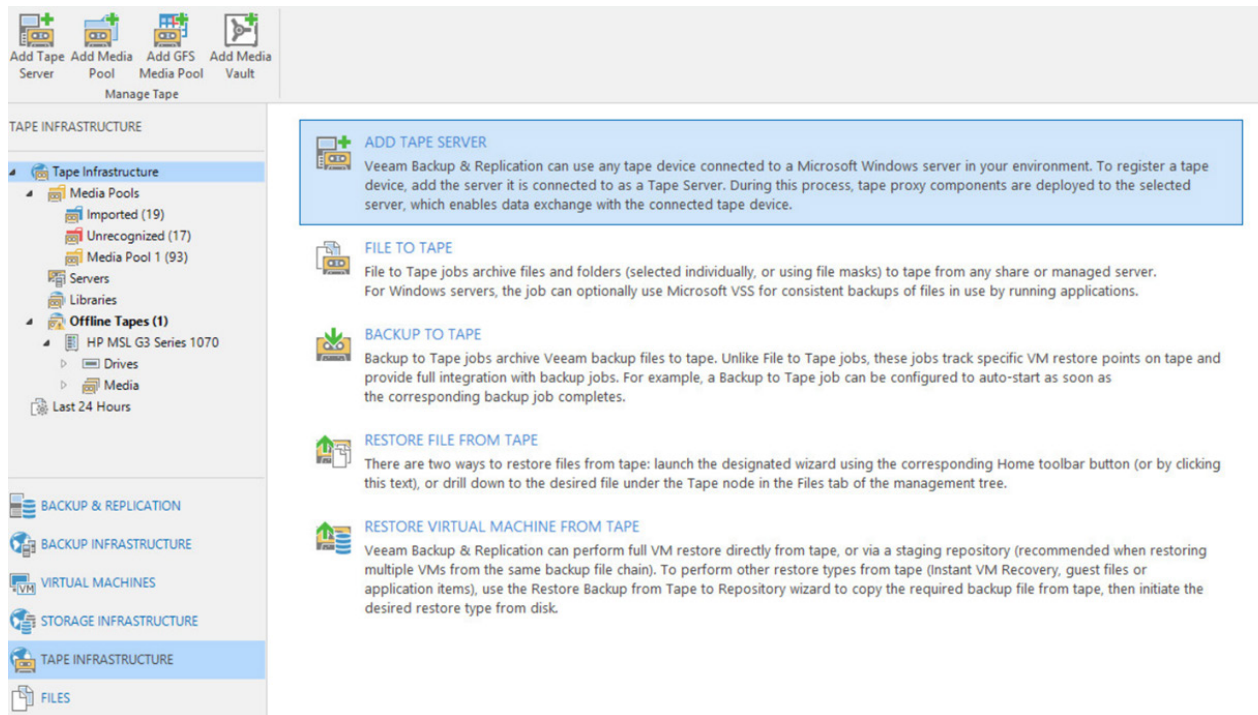 Add Tape Server
Add Media Pool
Add GFS Media Pool
Add Media Vault
Manage Tape
TAPE INFRASTRUCTURE
Tape Infrastructure
Media Pools
Imported (19)
Unrecognized (17)
Media Pool 1 (93)
Servers
Libraries
Offline Tapes (1)
HP MSL G3 Series 1070
Drives
Media
Last 24 Hours
BACKUP & REPLICATION
BACKUP INFRASTRUCTURE
VM
VIRTUAL MACHINES
STORAGE INFRASTRUCTURE
TAPE INFRASTRUCTURE
FILES
ADD TAPE SERVER
Veeam Backup & Replication can use any tape device connected to a Microsoft Windows server in your environment. To register a tape
device, add the server it is connected to as a Tape Server. During this process, tape proxy components are deployed to the selected
server, which enables data exchange with the connected tape device.
FILE TO TAPE
File to Tape jobs archive files and folders (selected individually, or using file masks) to tape from any share or managed server.
For Windows servers, the job can optionally use Microsoft VSS for consistent backups of files in use by running applications.
BACKUP TO TAPE
Backup to Tape jobs archive Veeam backup files to tape. Unlike File to Tape jobs, these jobs track specific VM restore points on tape and
provide full integration with backup jobs. For example, a Backup to Tape job can be configured to auto-start as soon as
the corresponding backup job completes.
RESTORE FILE FROM TAPE
There are two ways to restore files from tape: launch the designated wizard using the corresponding Home toolbar button (or by clicking
this text), or drill down to the desired file under the Tape node in the Files tab of the management tree.
RESTORE VIRTUAL MACHINE FROM TAPE
Veeam Backup & Replication can perform full VM restore directly from tape, or via a staging repository (recommended when restoring
multiple VMs from the same backup file chain). To perform other restore types from tape (Instant VM Recovery, guest files or
application items), use the Restore Backup from Tape to Repository wizard to copy the required backup file from tape, then initiate the
desired restore type from disk.